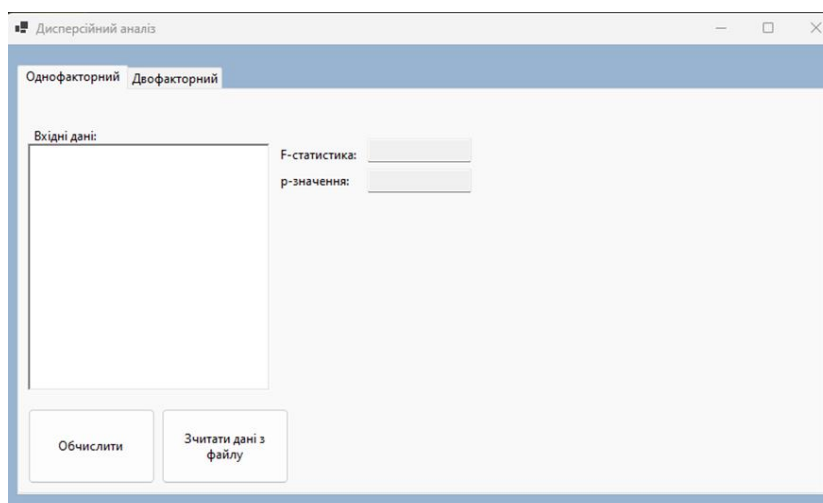 Дисперсійний аналіз
Однофакторний
Двофакторний
Вхідні дані:
F-статистика:
p-значення:
Обчислити
Зчитати дані з
файлу